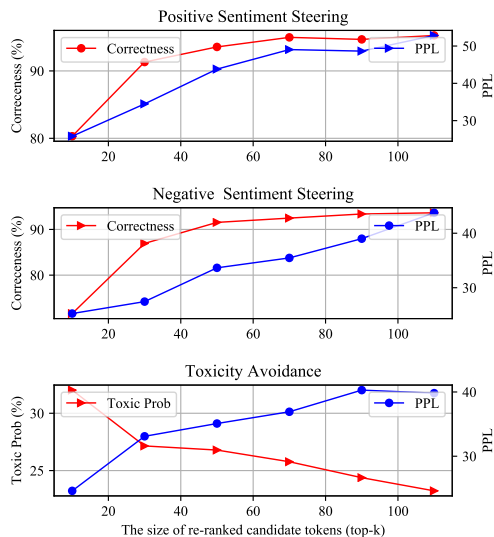 Positive Sentiment Steering
Correctness
PPL
Correceness (%)
PPL
90
80
50
40
30
20 40 60 80 100
Negative Sentiment Steering
Correctness
PPL
Correceness (%)
PPL
90
80
40
30
20 40 60 80 100
Toxicity Avoidance
Toxic Prob
PPL
Toxic Prob (%)
PPL
30
25
40
30
20 40 60 80 100
The size of re-ranked candidate tokens (top-k)